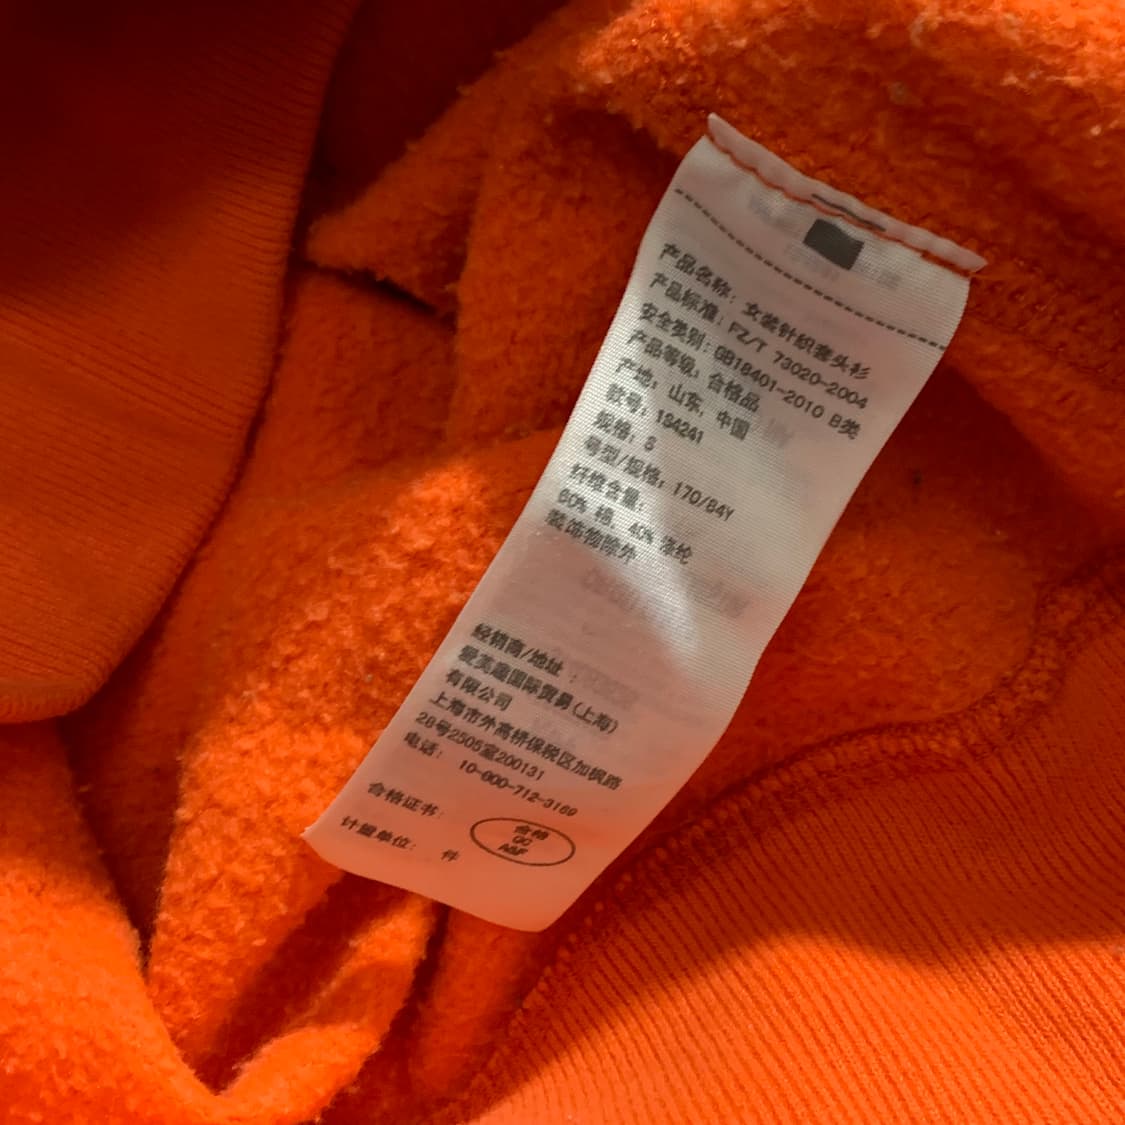 产品名称：女装针织套头衫
产品标准：FZ/T 73020-2004
安全类别：GB18401-2010 B类
产品等级：合格品
产地：山东，中国
款号：184241
规格：S
号型/规格：170/84Y
纤维含量：
60% 棉，40% 涤纶
装饰物除外
经销商/地址：
爱芙趸国际贸易(上海)
有限公司
上海市外高桥保税区加枫路
28号2505室200131
电话： 10-800-712-3169
合格证书：
合格
QC
A&F
计量单位： 件